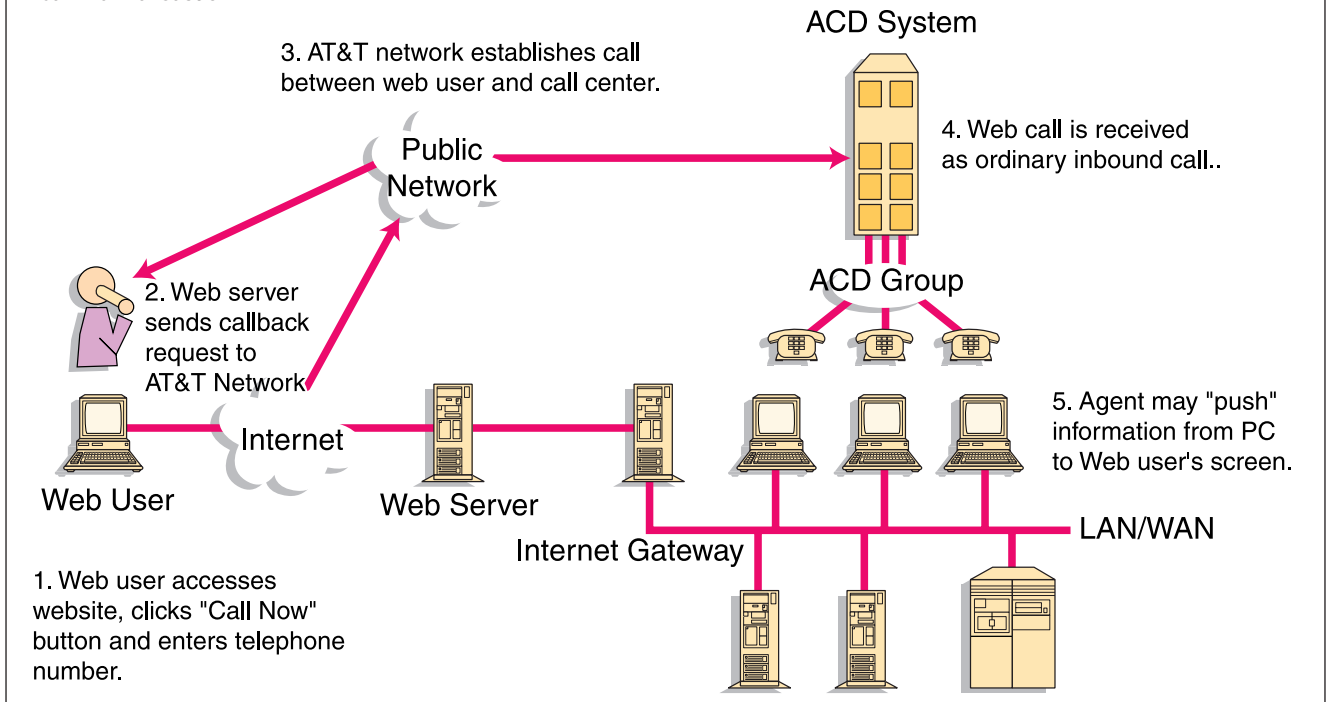 ACD System
3. AT&T network establishes call
between web user and call center.
Public
Network
4. Web call is received
as ordinary inbound call..
ACD Group
2. Web server
sends callback
request to
AT&T Network
Internet
5. Agent may "push"
information from PC
to Web user's screen.
Web User
Web Server
Internet Gateway
LAN/WAN
1. Web user accesses
website, clicks "Call Now"
button and enters telephone
number.